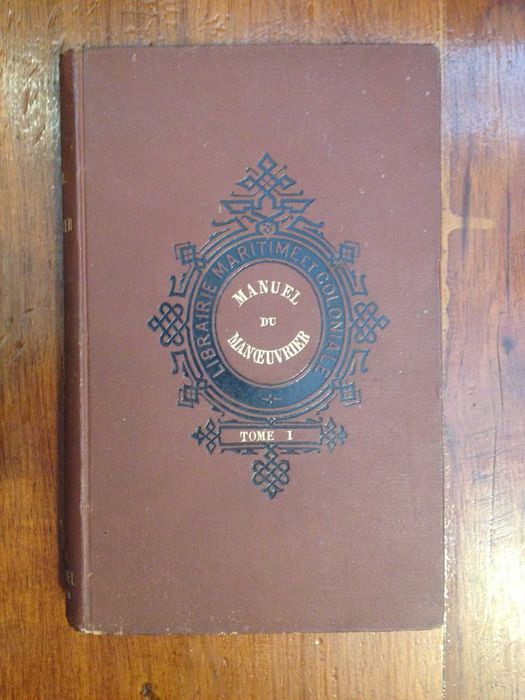 LIBRAIRIE MARITIME ET COLONIALE
MANUEL
DU
MANŒUVRIER
TOME I